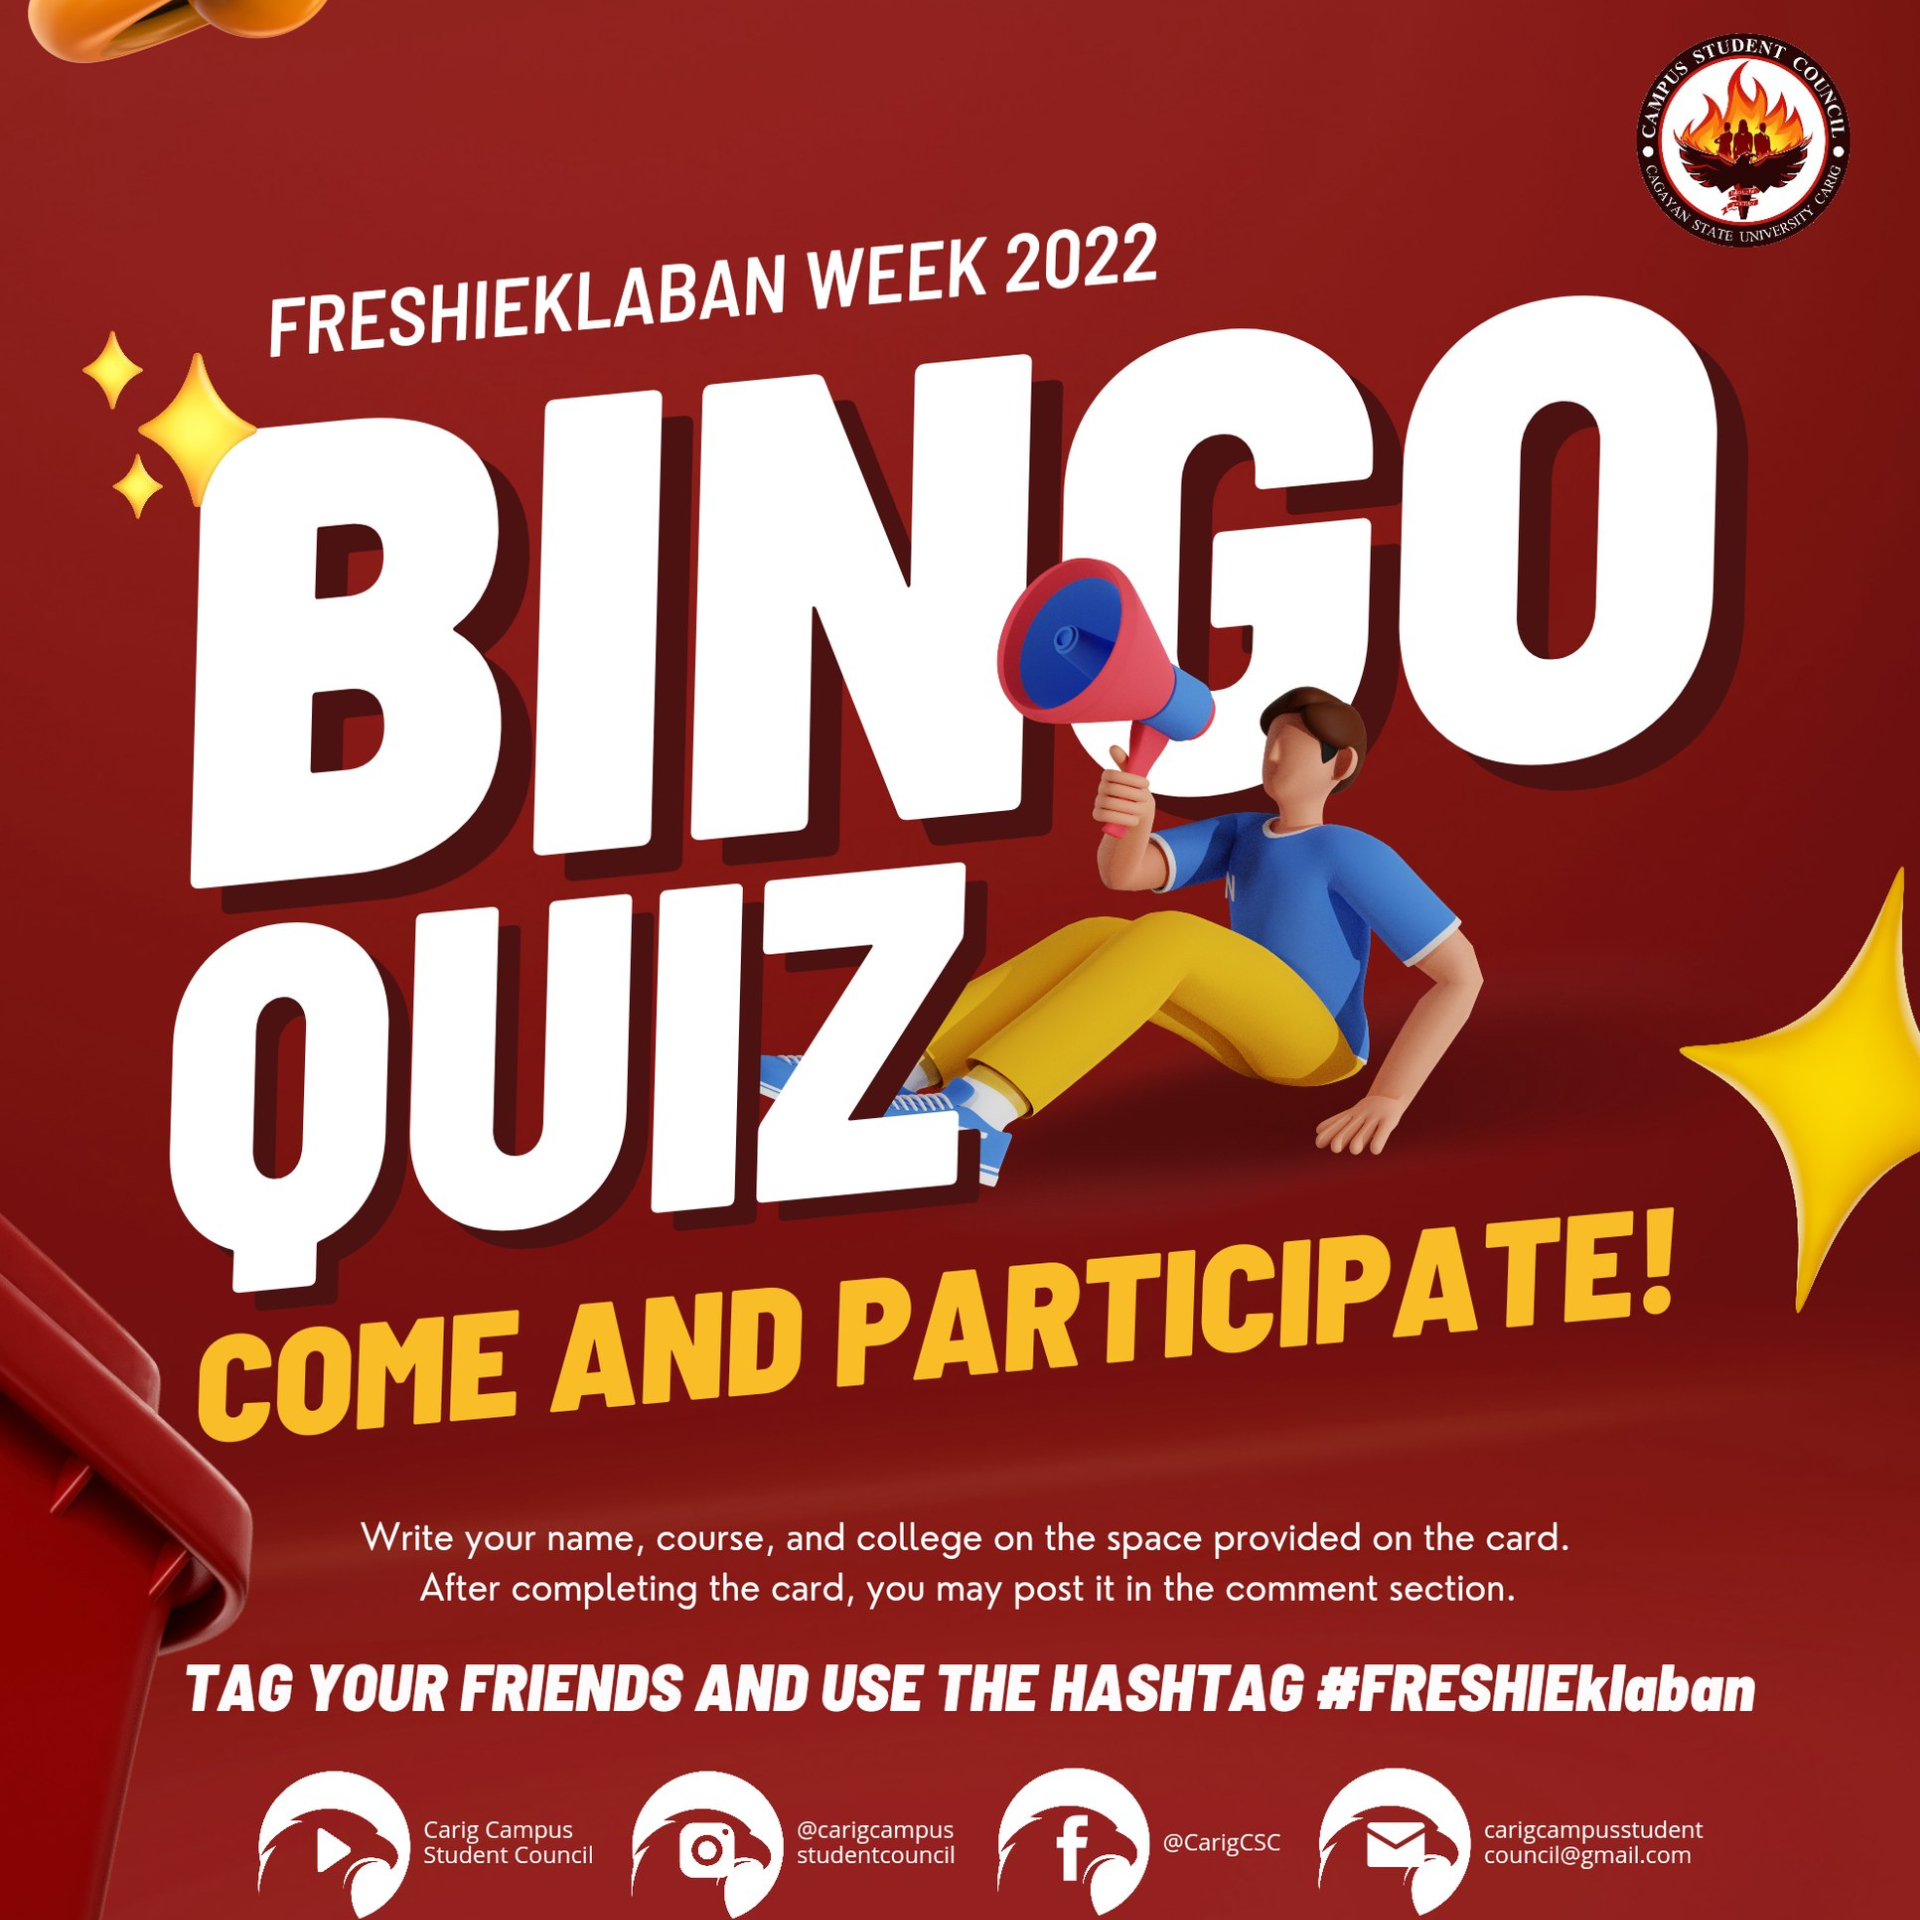 CAMPUS STUDENT COUNCIL
CAGAYAN STATE UNIVERSITY CARIG
FRESHIEKLABAN WEEK 2022
BINGO
QUIZ
N
COME AND PARTICIPATE!
Write your name, course, and college on the space provided on the card.
After completing the card, you may post it in the comment section.
TAG YOUR FRIENDS AND USE THE HASHTAG #FRESHIEklaban
Carig Campus
Student Council
@carigcampus
studentcouncil
@CarigCSC
carigcampusstudent
council@gmail.com